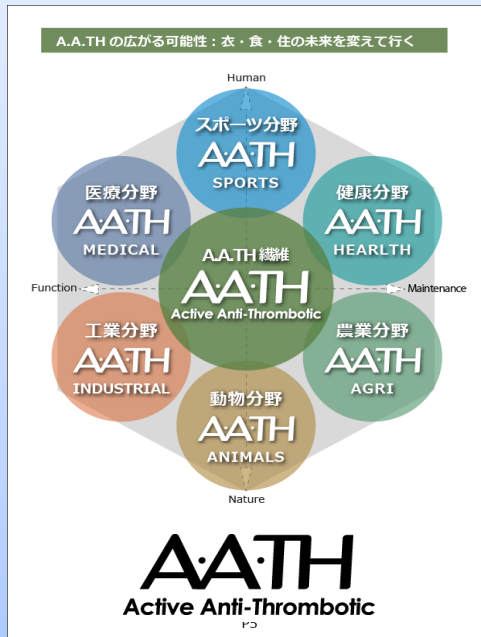 A.A.TH の広がる可能性：衣・食・住の未来を変えて行く
Human
スポーツ分野
A·A·TH
SPORTS
医療分野
A·A·TH
MEDICAL
健康分野
A·A·TH
HEARLTH
A.A.TH 繊維
A·A·TH
Active Anti-Thrombotic
Function
Maintenance
工業分野
A·A·TH
INDUSTRIAL
農業分野
A·A·TH
AGRI
動物分野
A·A·TH
ANIMALS
Nature
A·A·TH
Active Anti-Thrombotic
P5